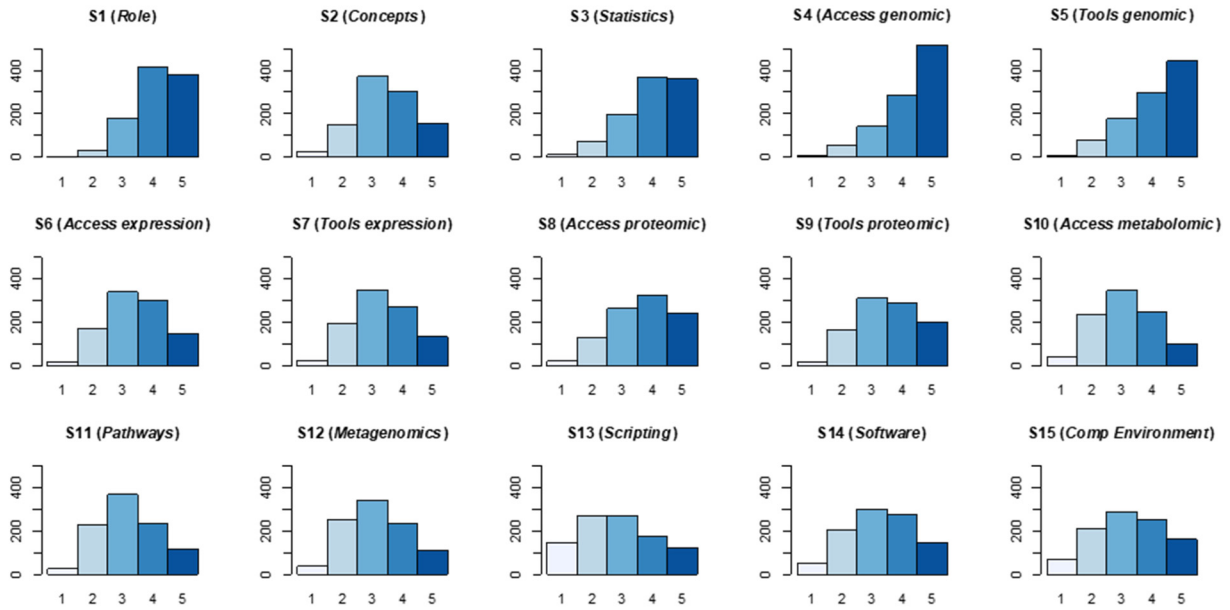 S1 (Role) S2 (Concepts) S3 (Statistics) S4 (Access genomic) S5 (Tools genomic)
400 400 400 400 400
200 200 200 200 200
0 0 0 0 0
1 2 3 4 5 1 2 3 4 5 1 2 3 4 5 1 2 3 4 5 1 2 3 4 5
S6 (Access expression) S7 (Tools expression) S8 (Access proteomic) S9 (Tools proteomic) S10 (Access metabolomic)
400 400 400 400 400
200 200 200 200 200
0 0 0 0 0
1 2 3 4 5 1 2 3 4 5 1 2 3 4 5 1 2 3 4 5 1 2 3 4 5
S11 (Pathways) S12 (Metagenomics) S13 (Scripting) S14 (Software) S15 (Comp Environment)
400 400 400 400 400
200 200 200 200 200
0 0 0 0 0
1 2 3 4 5 1 2 3 4 5 1 2 3 4 5 1 2 3 4 5 1 2 3 4 5